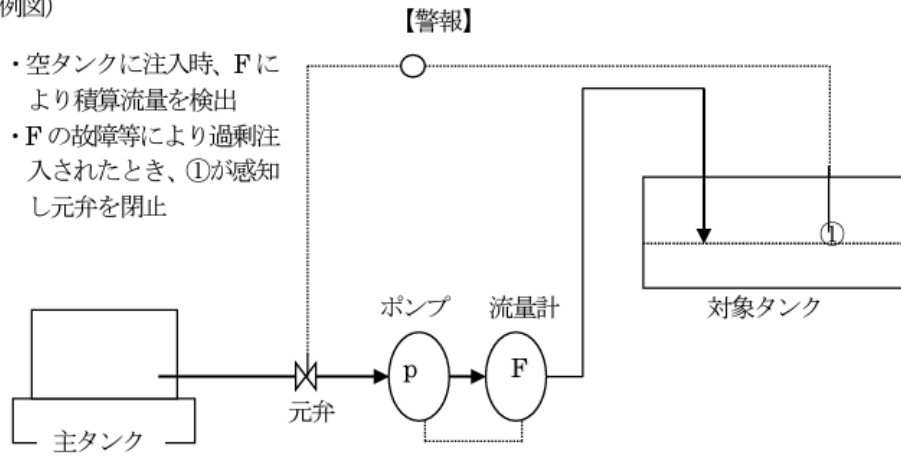 例図)
【警報】
・空タンクに注入時、F に
より積算流量を検出
・F の故障等により過剰注
入されたとき、①が感知
し元弁を閉止
①
ポンプ 流量計
対象タンク
p
F
元弁
主タンク